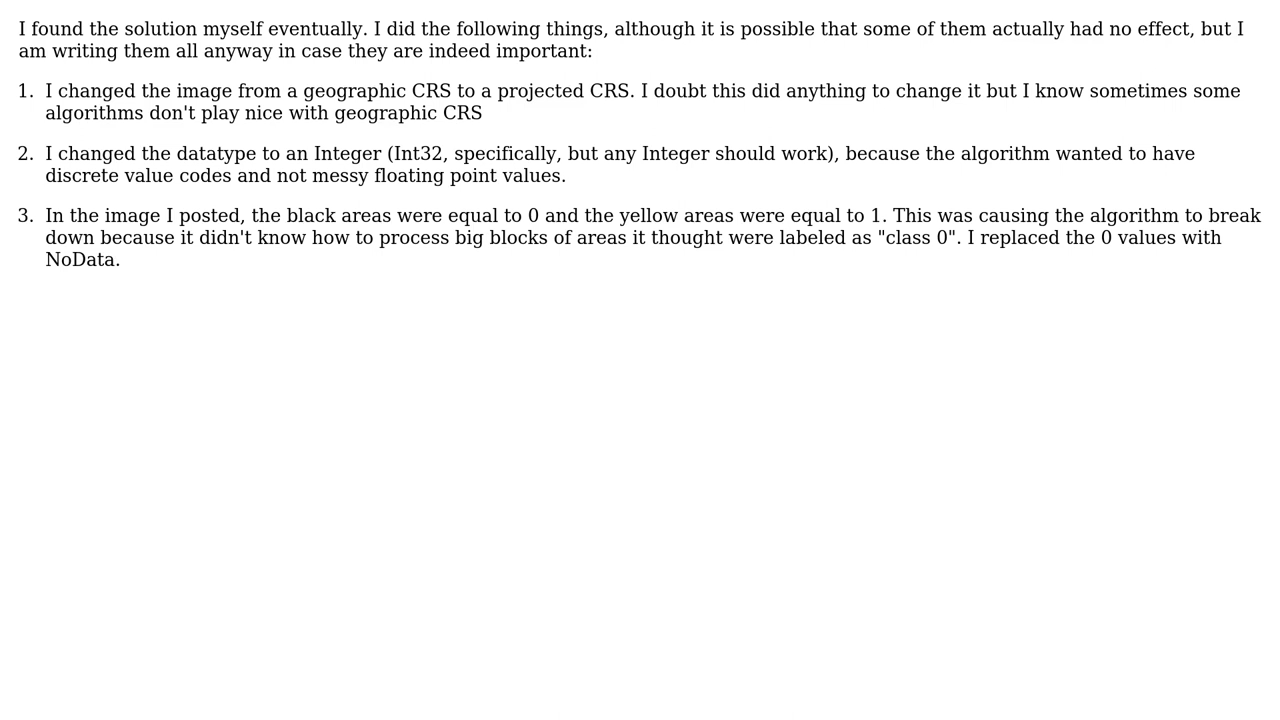 I found the solution myself eventually. I did the following things, although it is possible that some of them actually had no effect, but I
am writing them all anyway in case they are indeed important:
1. I changed the image from a geographic CRS to a projected CRS. I doubt this did anything to change it but I know sometimes some
algorithms don't play nice with geographic CRS
2. I changed the datatype to an Integer (Int32, specifically, but any Integer should work), because the algorithm wanted to have
discrete value codes and not messy floating point values.
3. In the image I posted, the black areas were equal to 0 and the yellow areas were equal to 1. This was causing the algorithm to break
down because it didn't know how to process big blocks of areas it thought were labeled as "class 0". I replaced the 0 values with
NoData.